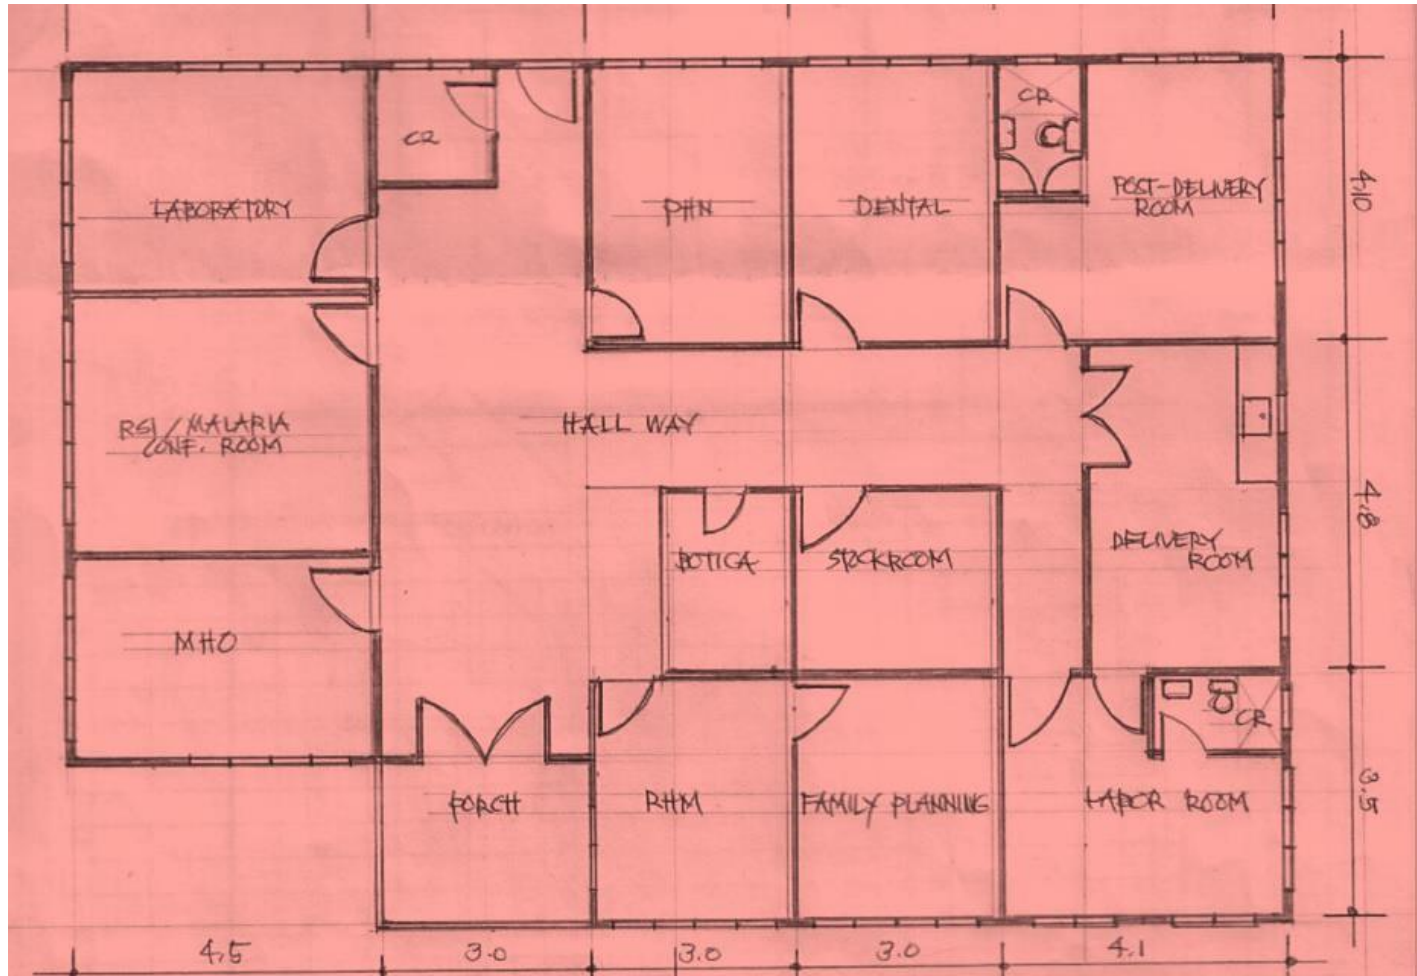 CR
CR
LABORATORY
PHN
DENTAL
POST-DELIVERY
ROOM
4.10
RSI/MALARIA
CONF. ROOM
HALL WAY
4.8
BOTICA
STOCKROOM
DELIVERY
ROOM
MHO
CR
PORCH
RHM
FAMILY PLANNING
LABOR ROOM
3.5
4.5
3.0
3.0
3.0
4.1